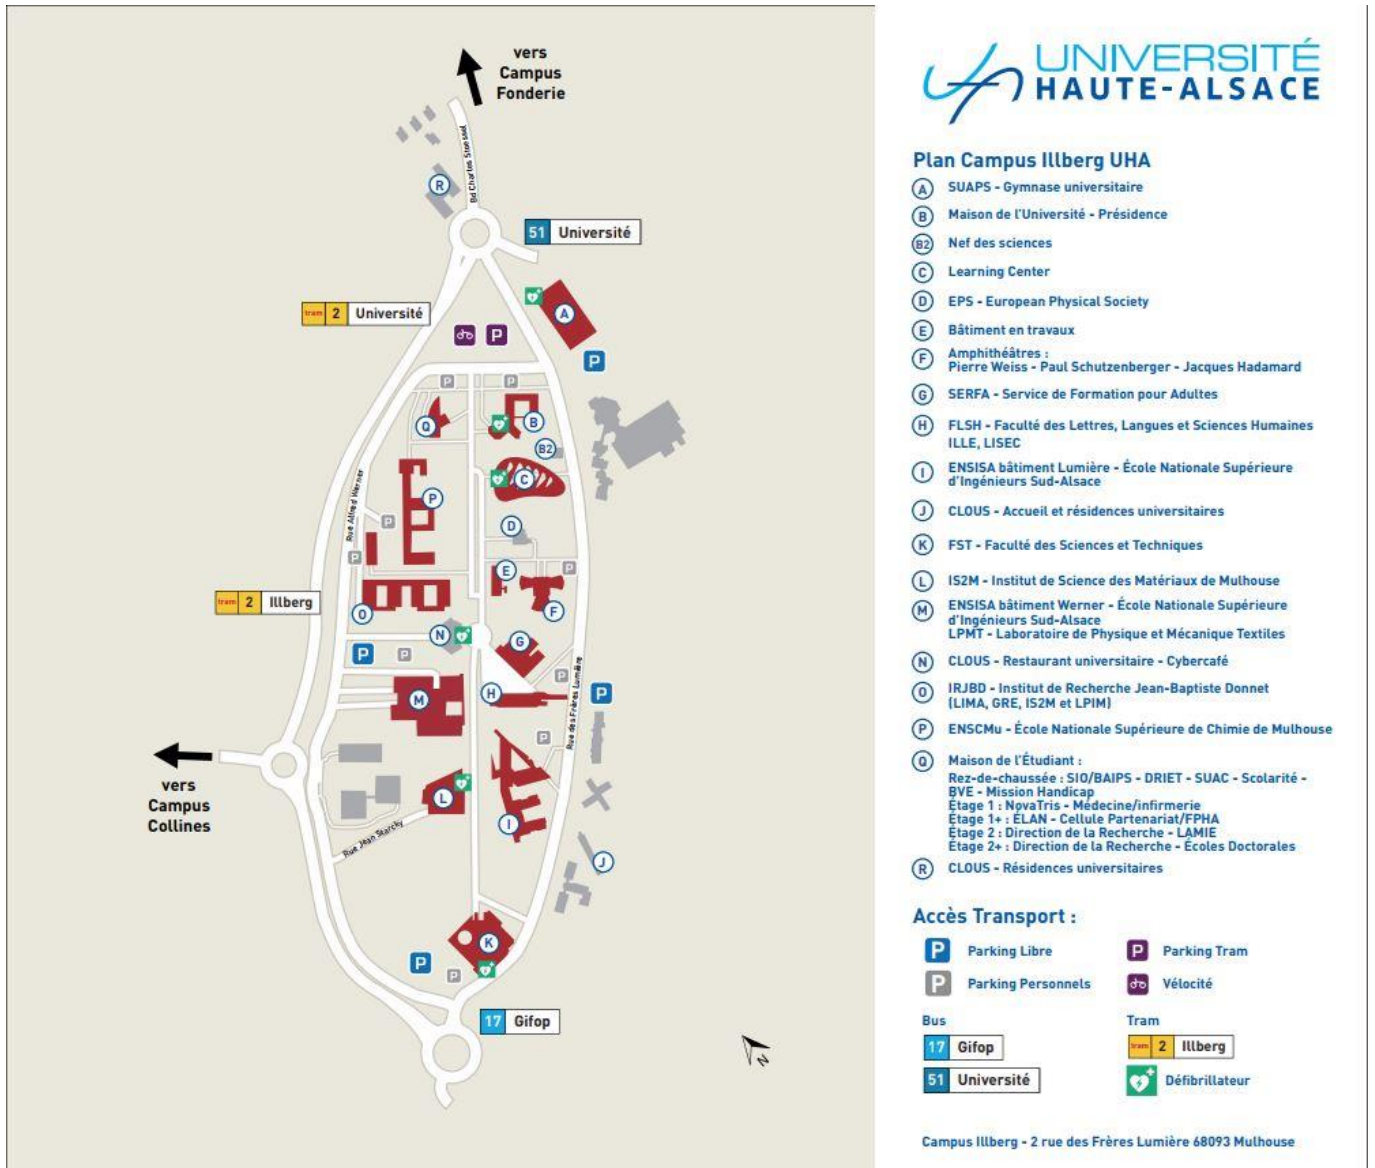 vers
Campus
Fonderie
Bd Charles Stoessel
R
51 Université
tram 2 Université
A
P
P
P
P
Q
B
B2
C
P
Rue Alfred Werner
P
D
P
E
P
tram 2 Illberg
O
F
N
G
P
P
P
M
H
P
Rue des Frères Lumière
P
vers
Campus
Collines
L
I
Rue Jean Starchy
J
K
P
P
17 Gifop
N
UNIVERSITÉ
HAUTE-ALSACE
Plan Campus Illberg UHA
A SUAPS - Gymnase universitaire
B Maison de l'Université - Présidence
B2 Nef des sciences
C Learning Center
D EPS - European Physical Society
E Bâtiment en travaux
F Amphithéâtres :
Pierre Weiss - Paul Schutzenberger - Jacques Hadamard
G SERFA - Service de Formation pour Adultes
H FLSH - Faculté des Lettres, Langues et Sciences Humaines
ILLE, LISEC
I ENSISA bâtiment Lumière - École Nationale Supérieure
d'Ingénieurs Sud-Alsace
J CLOUS - Accueil et résidences universitaires
K FST - Faculté des Sciences et Techniques
L IS2M - Institut de Science des Matériaux de Mulhouse
M ENSISA bâtiment Werner - École Nationale Supérieure
d'Ingénieurs Sud-Alsace
LPMT - Laboratoire de Physique et Mécanique Textiles
N CLOUS - Restaurant universitaire - Cybercafé
O IRJBD - Institut de Recherche Jean-Baptiste Donnet
(LIMA, GRE, IS2M et LPIM)
P ENSCMu - École Nationale Supérieure de Chimie de Mulhouse
Q Maison de l'Étudiant :
Rez-de-chaussée : SIO/BAIPS - DRIET - SUAC - Scolarité -
BVE - Mission Handicap
Étage 1 : NovaTris - Médecine/infirmerie
Étage 1+ : ÉLAN - Cellule Partenariat/FPHA
Étage 2 : Direction de la Recherche - LAMIE
Étage 2+ : Direction de la Recherche - Écoles Doctorales
R CLOUS - Résidences universitaires
Accès Transport :
P Parking Libre
P Parking Tram
P Parking Personnels
Vélocité
Bus
Tram
17 Gifop
tram 2 Illberg
51 Université
Défibrillateur
Campus Illberg - 2 rue des Frères Lumière 68093 Mulhouse